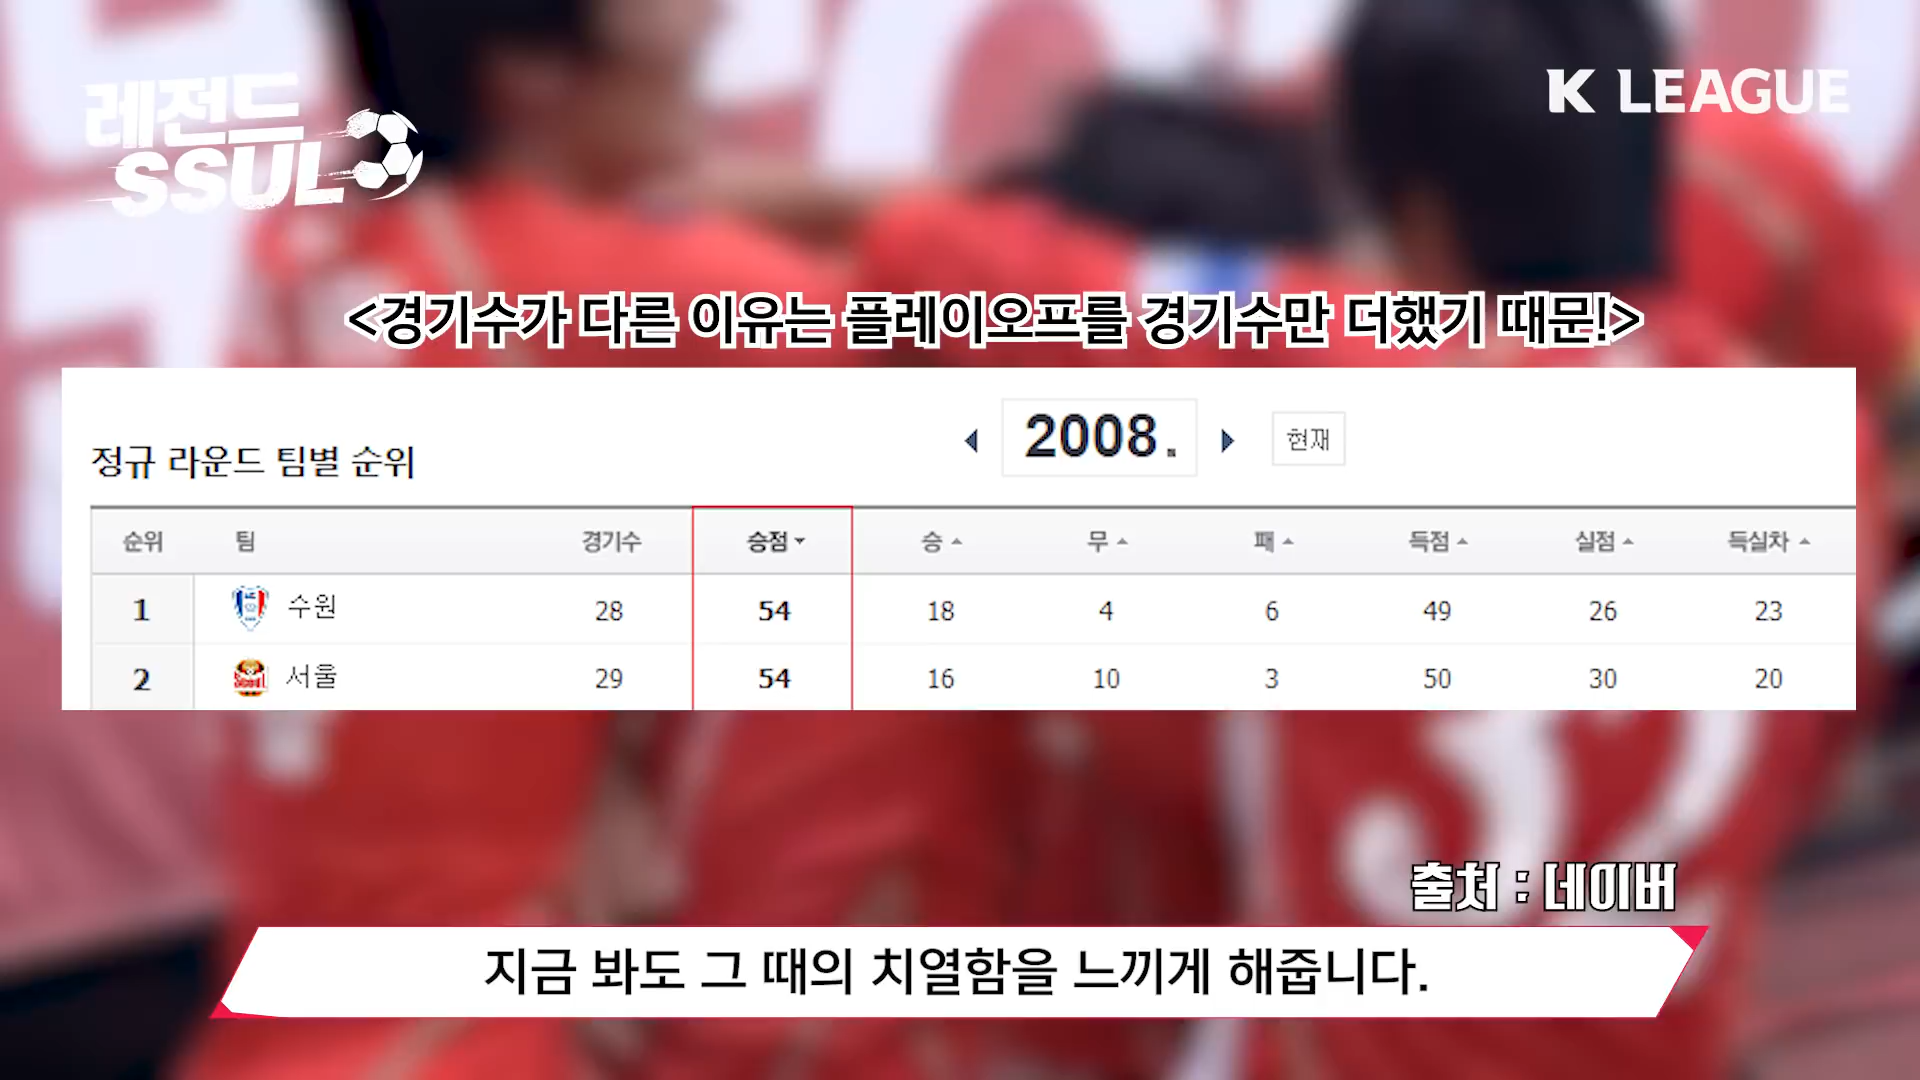 레전드
SSUL
K LEAGUE
<경기수가 다른 이유는 플레이오프를 경기수만 더했기 때문!>
2008.
현재
정규 라운드 팀별 순위
순위 팀 경기수 승점 승 무 패 득점 실점 득실차
1 수원 28 54 18 4 6 49 26 23
2 서울 29 54 16 10 3 50 30 20
출처 : 네이버
지금 봐도 그 때의 치열함을 느끼게 해줍니다.